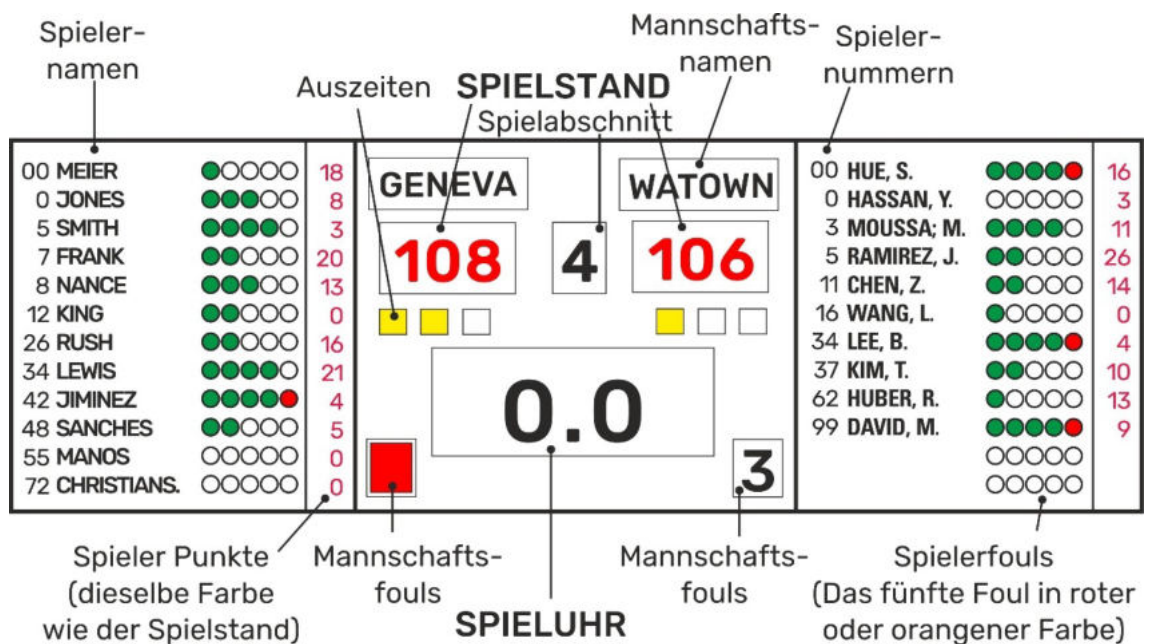 Spieler-
namen
Auszeiten
SPIELSTAND
Spielabschnitt
Mannschafts-
namen
Spieler-
nummern
00 MEIER 18
0 JONES 8
5 SMITH 3
7 FRANK 20
8 NANCE 13
12 KING 0
26 RUSH 16
34 LEWIS 21
42 JIMINEZ 4
48 SANCHES 5
55 MANOS 0
72 CHRISTIANS. 0
GENEVA
WATOWN
108
4
106
0.0
3
00 HUE, S. 16
0 HASSAN, Y. 3
3 MOUSSA; M. 11
5 RAMIREZ, J. 26
11 CHEN, Z. 14
16 WANG, L. 0
34 LEE, B. 4
37 KIM, T. 10
62 HUBER, R. 13
99 DAVID, M. 9
Spieler Punkte
(dieselbe Farbe
wie der Spielstand)
Mannschafts-
fouls
SPIELUHR
Mannschafts-
fouls
Spielerfouls
(Das fünfte Foul in roter
oder orangener Farbe)